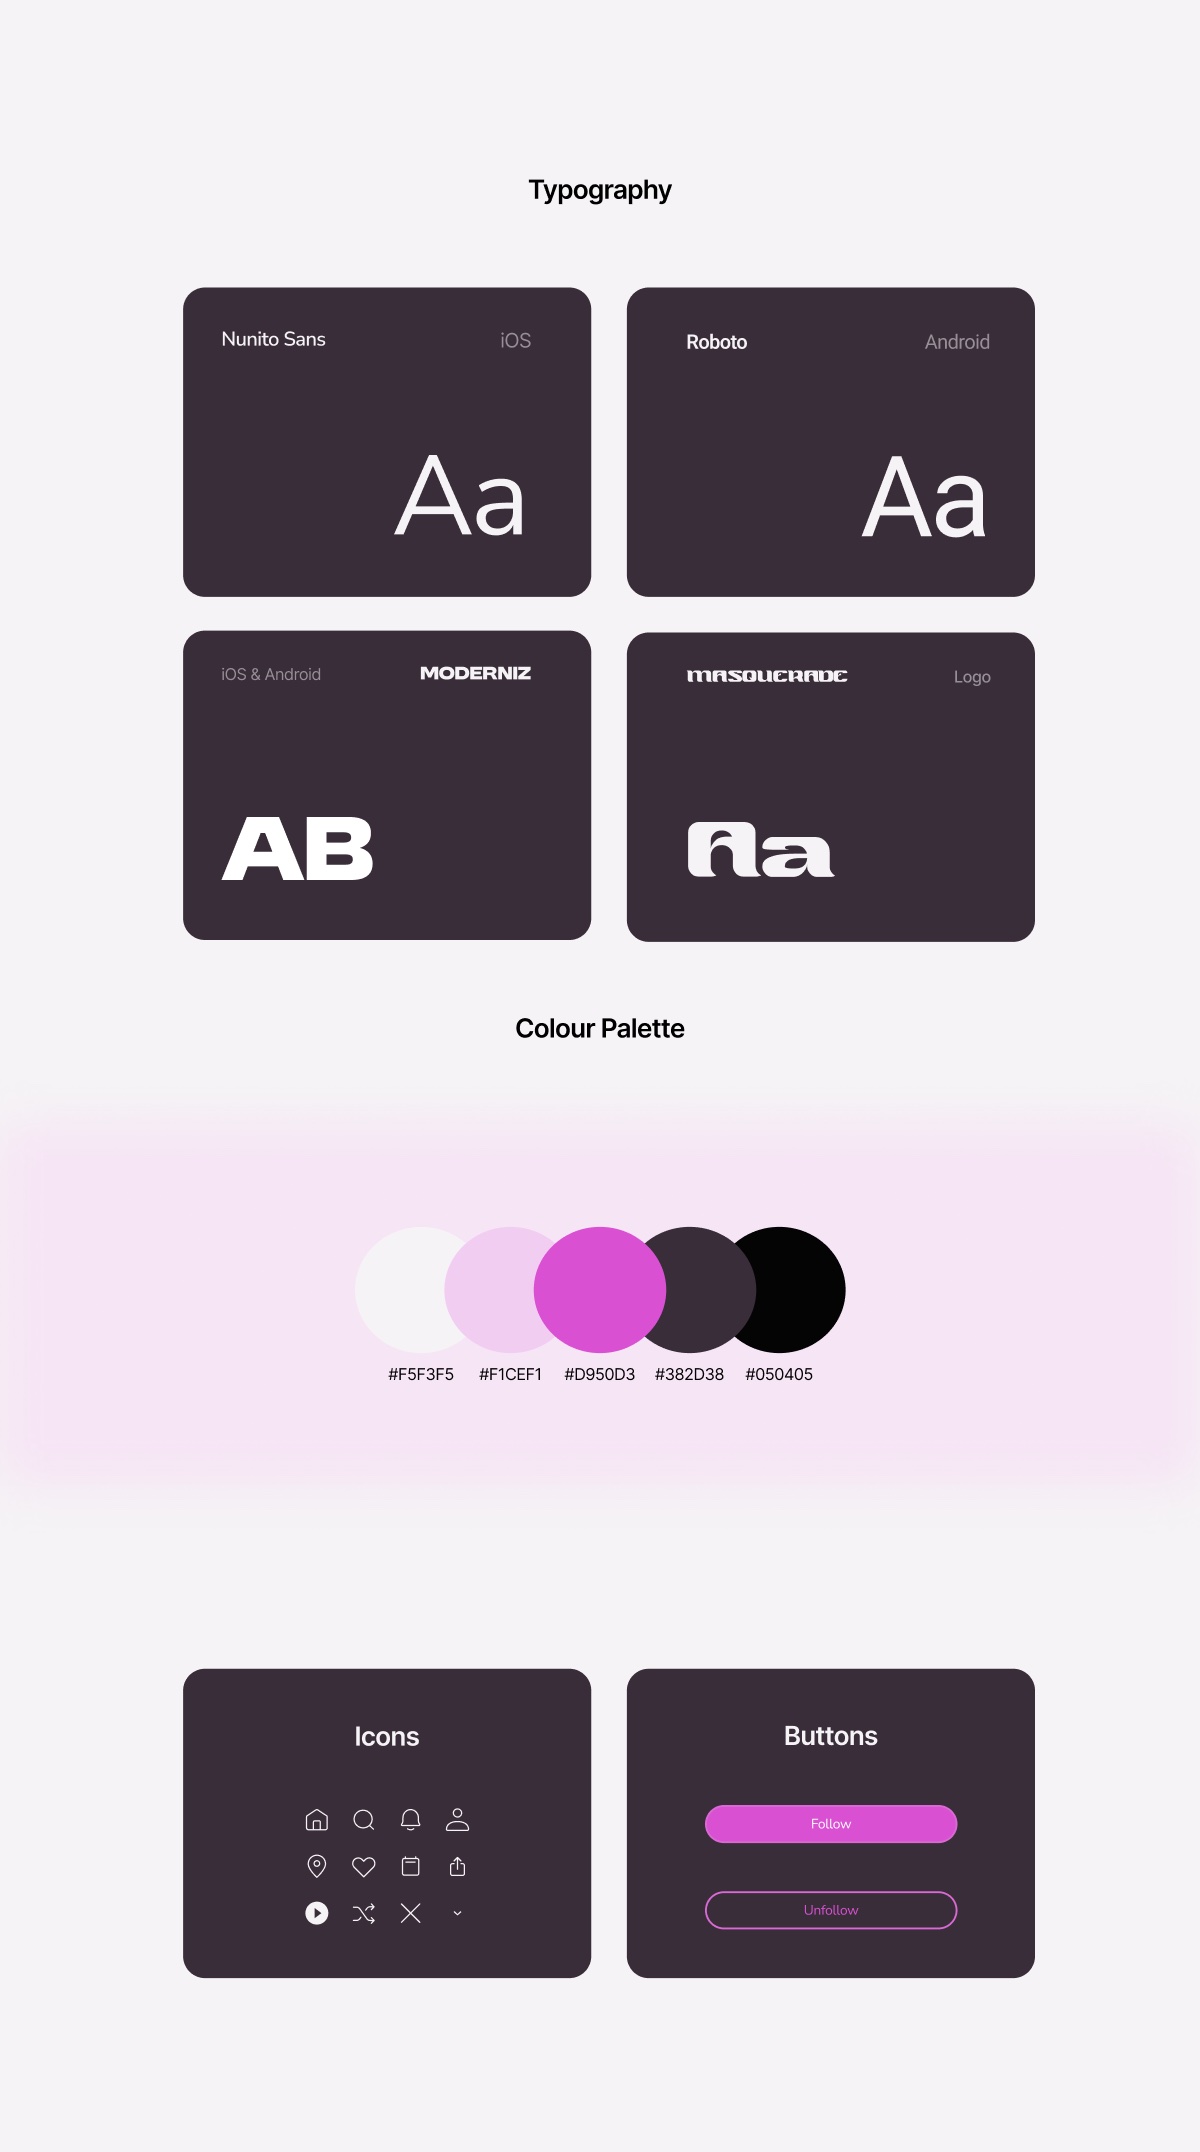 Typography
Nunito Sans
iOS
Aa
Roboto
Android
Aa
iOS & Android
MODERNIZ
AB
MASQUERADE
Logo
Aa
Colour Palette
#F5F3F5
#F1CEF1
#D950D3
#382D38
#050405
Icons
Buttons
Follow
Unfollow